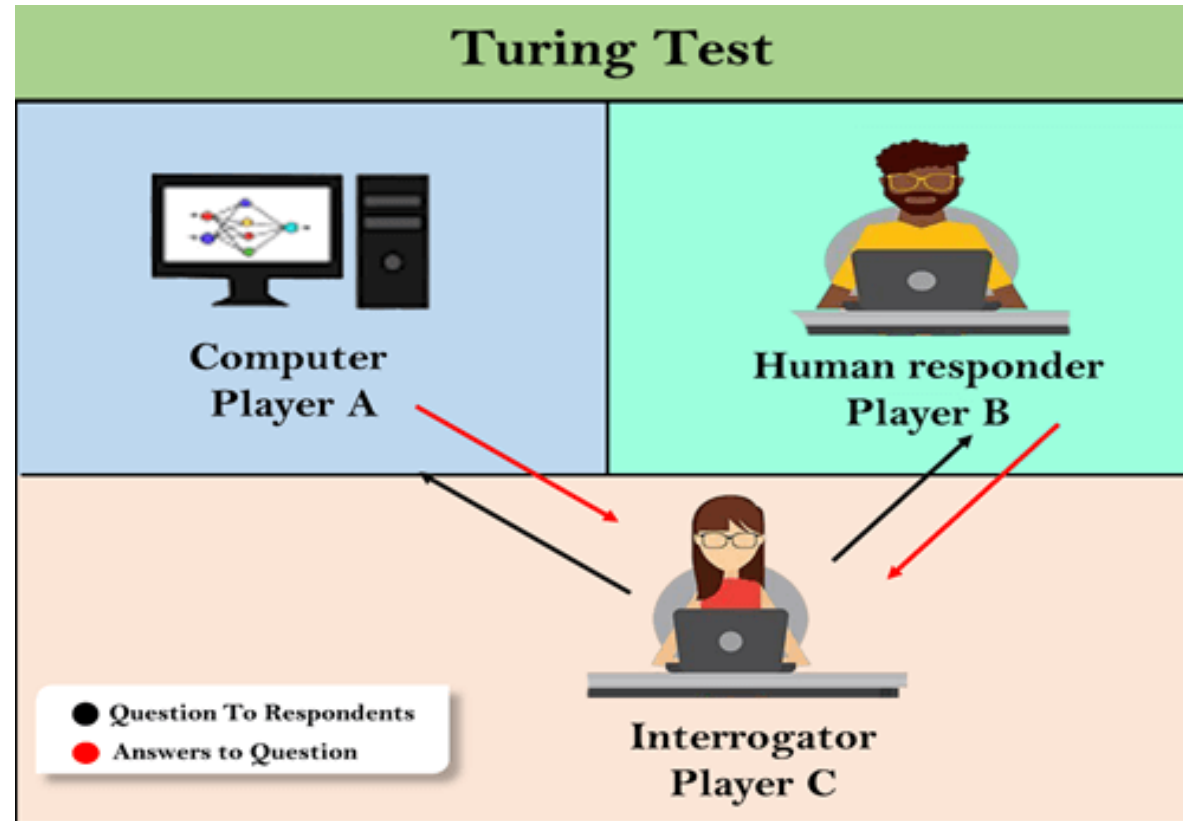 Turing Test
Computer
Player A
Human responder
Player B
Question To Respondents
Answers to Question
Interrogator
Player C